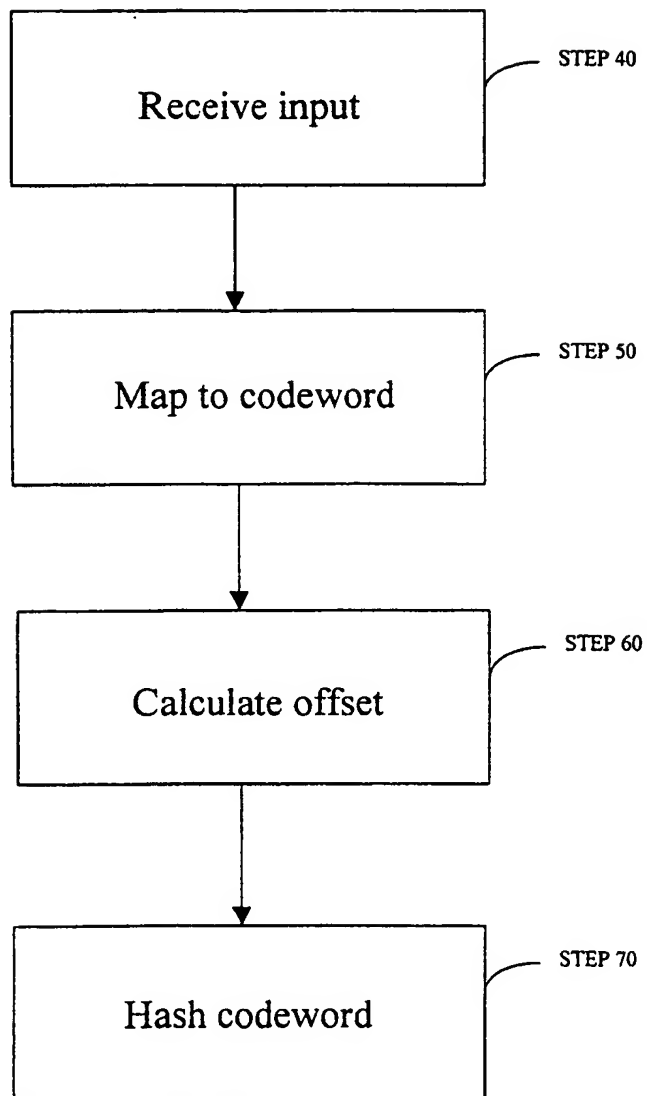 STEP 40
Receive input
STEP 50
Map to codeword
STEP 60
Calculate offset
STEP 70
Hash codeword